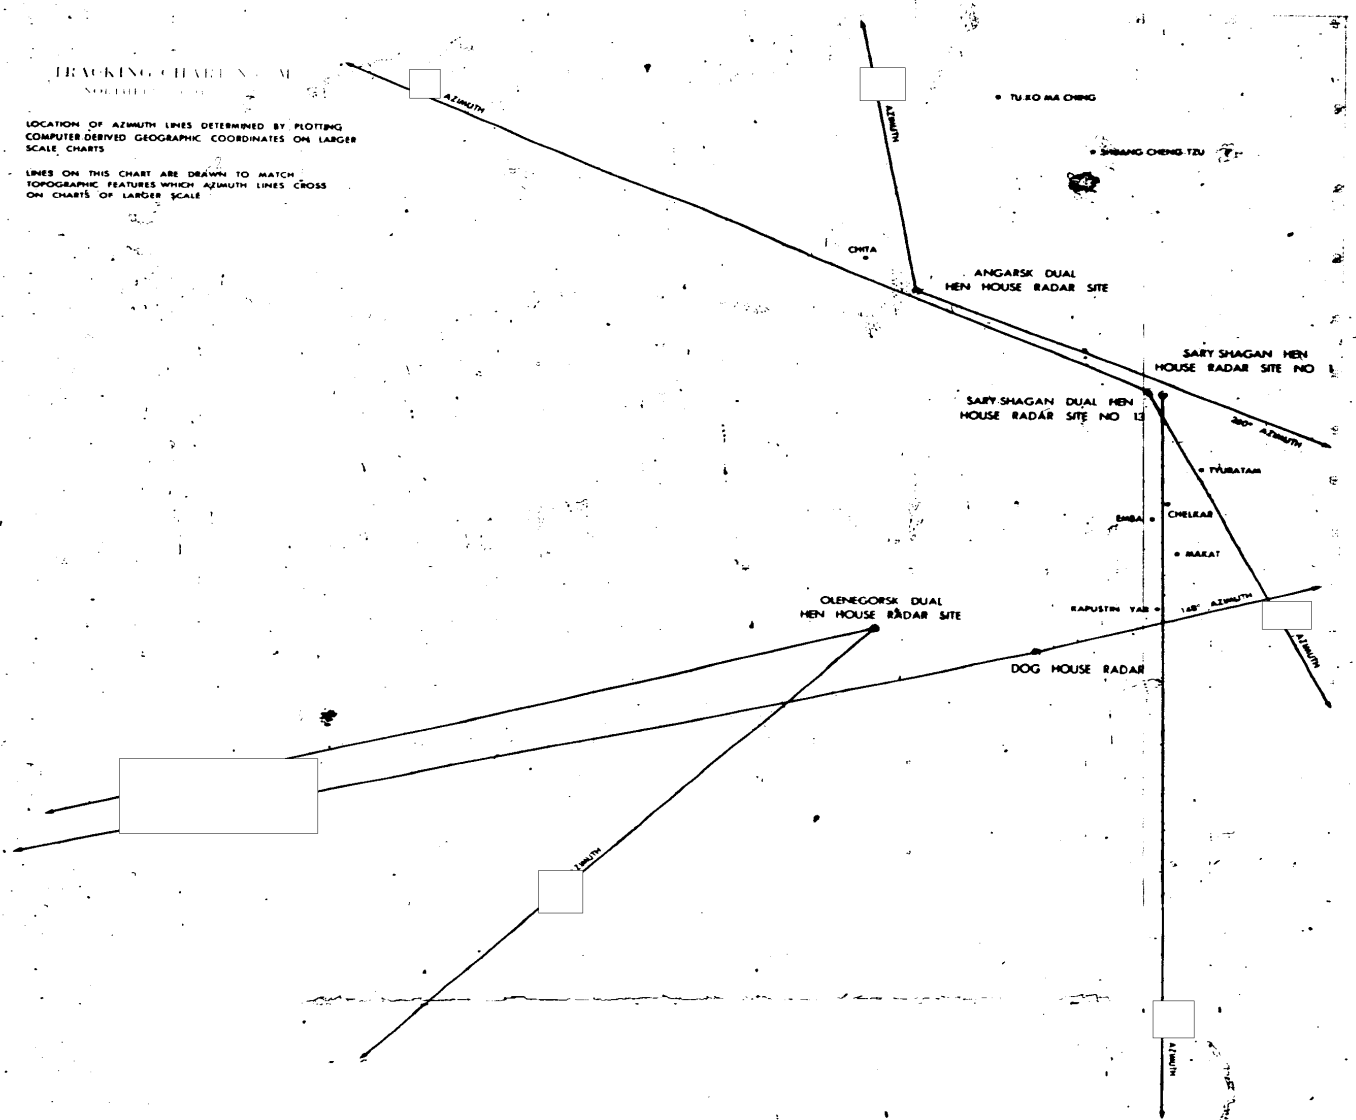 TRACKING CHART
LOCATION OF AZIMUTH LINES DETERMINED BY PLOTTING
COMPUTER-DERIVED GEOGRAPHIC COORDINATES ON LARGER
SCALE CHARTS
LINES ON THIS CHART ARE DRAWN TO MATCH
TOPOGRAPHIC FEATURES WHICH AZIMUTH LINES CROSS
ON CHARTS OF LARGER SCALE
AZIMUTH
AZIMUTH
TU-KO MA CHING
SHUANG-CHENG-TZU
CHITA
ANGARSK DUAL
HEN HOUSE RADAR SITE
SARY SHAGAN HEN
HOUSE RADAR SITE NO
SARY-SHAGAN DUAL HEN
HOUSE RADAR SITE NO 13
280° AZIMUTH
TYURATAM
EMBA
CHELKAR
MAKAT
KAPUSTIN YAR
148° AZIMUTH
OLENEGORSK DUAL
HEN HOUSE RADAR SITE
AZIMUTH
DOG HOUSE RADAR
AZIMUTH
AZIMUTH